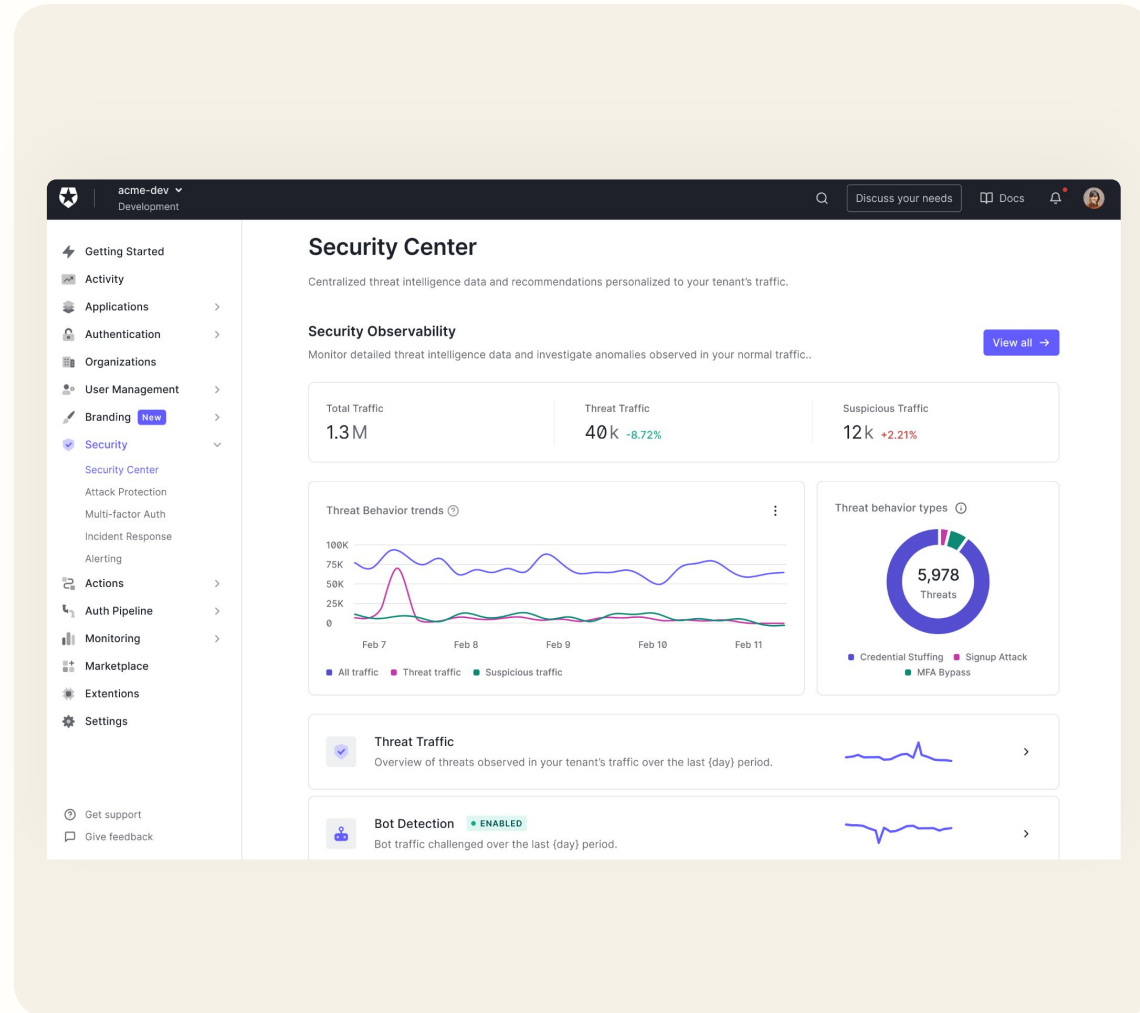 acme-dev
Development
Discuss your needs
Docs
Getting Started
Activity
Applications
Authentication
Organizations
User Management
Branding New
Security
Security Center
Attack Protection
Multi-factor Auth
Incident Response
Alerting
Actions
Auth Pipeline
Monitoring
Marketplace
Extentions
Settings
Get support
Give feedback
Security Center
Centralized threat intelligence data and recommendations personalized to your tenant’s traffic.
Security Observability
Monitor detailed threat intelligence data and investigate anomalies observed in your normal traffic..
View all →
Total Traffic
1.3M
Threat Traffic
40k -8.72%
Suspicious Traffic
12k +2.21%
Threat Behavior trends
100K
75K
50K
25K
0
Feb 7 Feb 8 Feb 9 Feb 10 Feb 11
All traffic Threat traffic Suspicious traffic
Threat behavior types
5,978
Threats
Credential Stuffing Signup Attack
MFA Bypass
Threat Traffic
Overview of threats observed in your tenant’s traffic over the last {day} period.
Bot Detection ENABLED
Bot traffic challenged over the last {day} period.